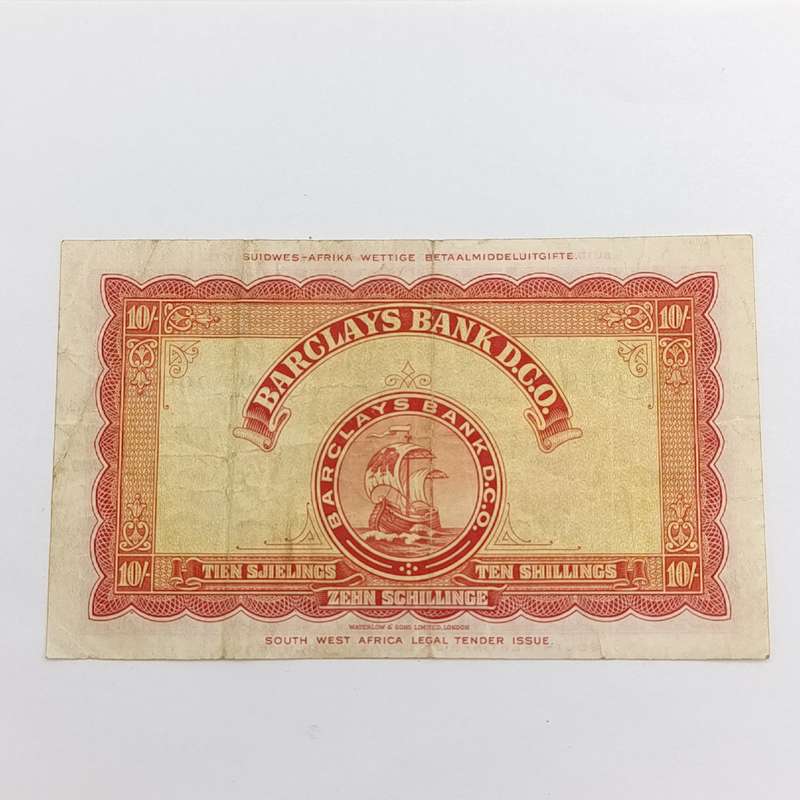 SUIDWES-AFRIKA WETTIGE BETAALMIDDELUITGIFTE.
10/- 10/-
BARCLAYS BANK D.C.O.
BARCLAYS BANK D.C.O.
10/- TIEN SJIELINGS TEN SHILLINGS 10/-
ZEHN SCHILLINGE
WATERLOW & SONS LIMITED, LONDON
SOUTH WEST AFRICA LEGAL TENDER ISSUE.